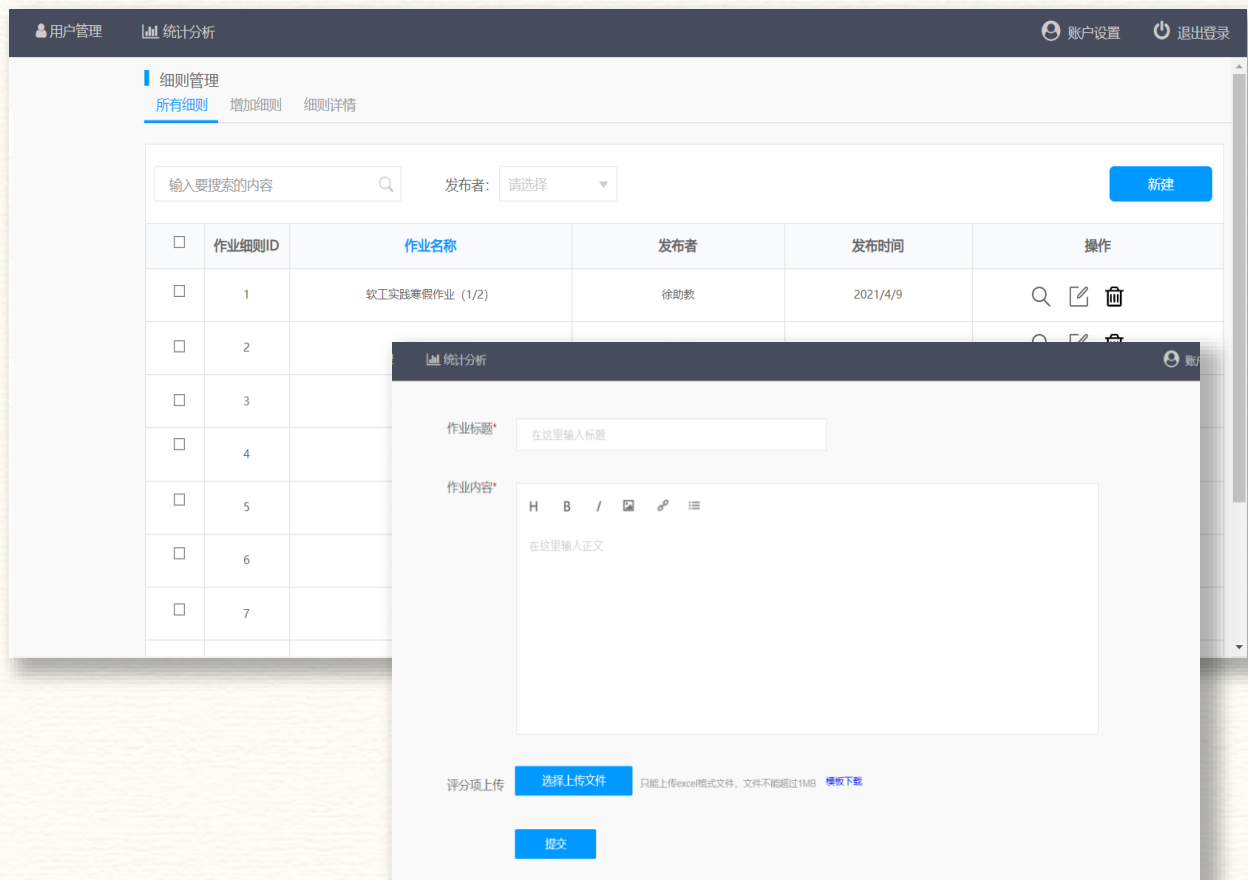 用户管理 统计分析 账户设置 退出登录
细则管理
所有细则 增加细则 细则详情
输入要搜索的内容 发布者: 请选择 新建
作业细则ID 作业名称 发布者 发布时间 操作
1 软工实践寒假作业（1/2） 徐助教 2021/4/9
2
3
4
5
6
7
统计分析
作业标题* 在这里输入标题
作业内容*
H B I
在这里输入正文
评分项上传 选择上传文件 只能上传excel格式文件，文件不能超过1MB 模板下载
提交